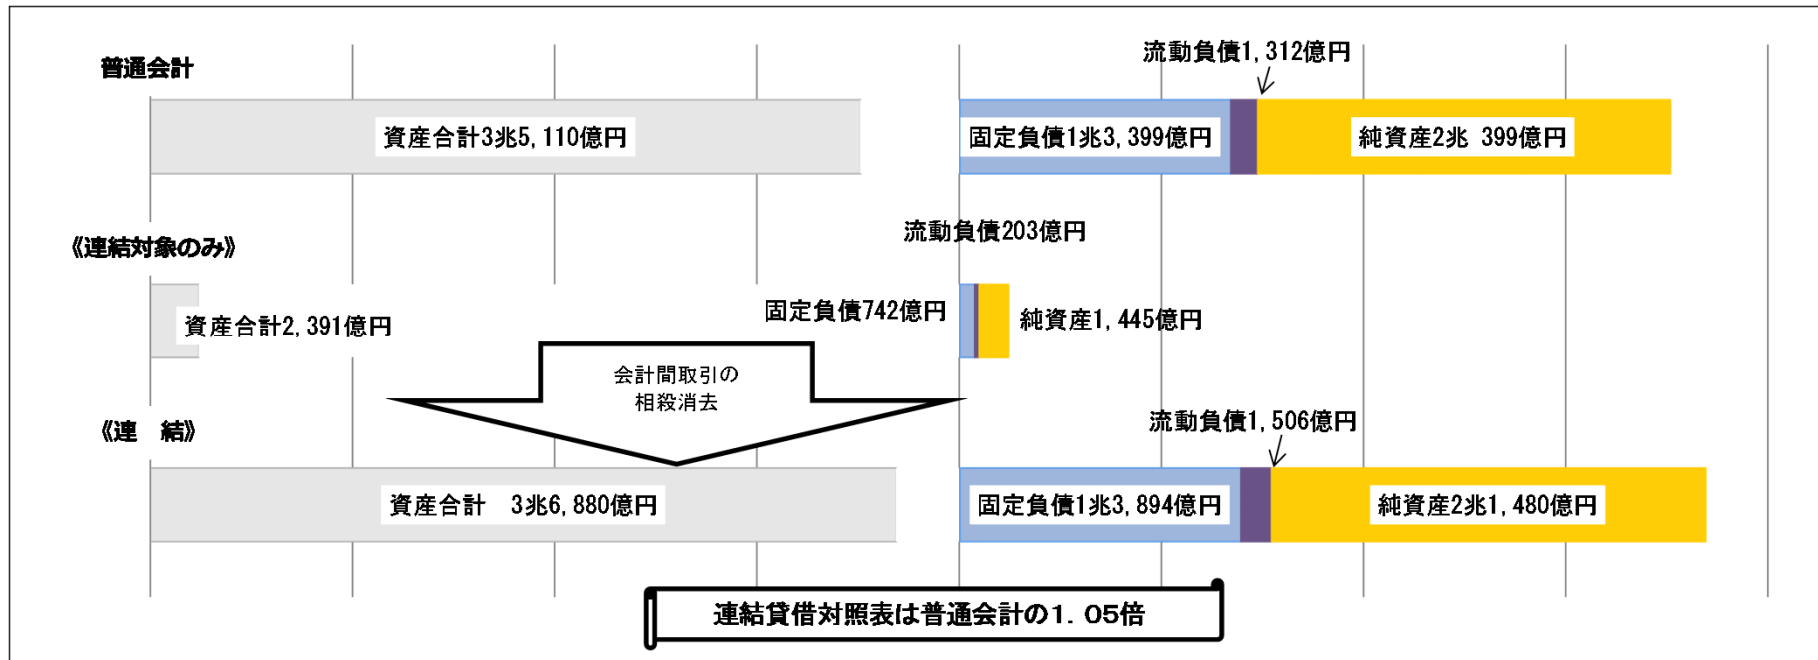 流動負債1,312億円
普通会計
資産合計3兆5,110億円
固定負債1兆3,399億円
純資産2兆 399億円
流動負債203億円
《連結対象のみ》
資産合計2,391億円
固定負債742億円
純資産1,445億円
会計間取引の
相殺消去
《連　結》
流動負債1,506億円
資産合計　3兆6,880億円
固定負債1兆3,894億円
純資産2兆1,480億円
連結貸借対照表は普通会計の1.05倍